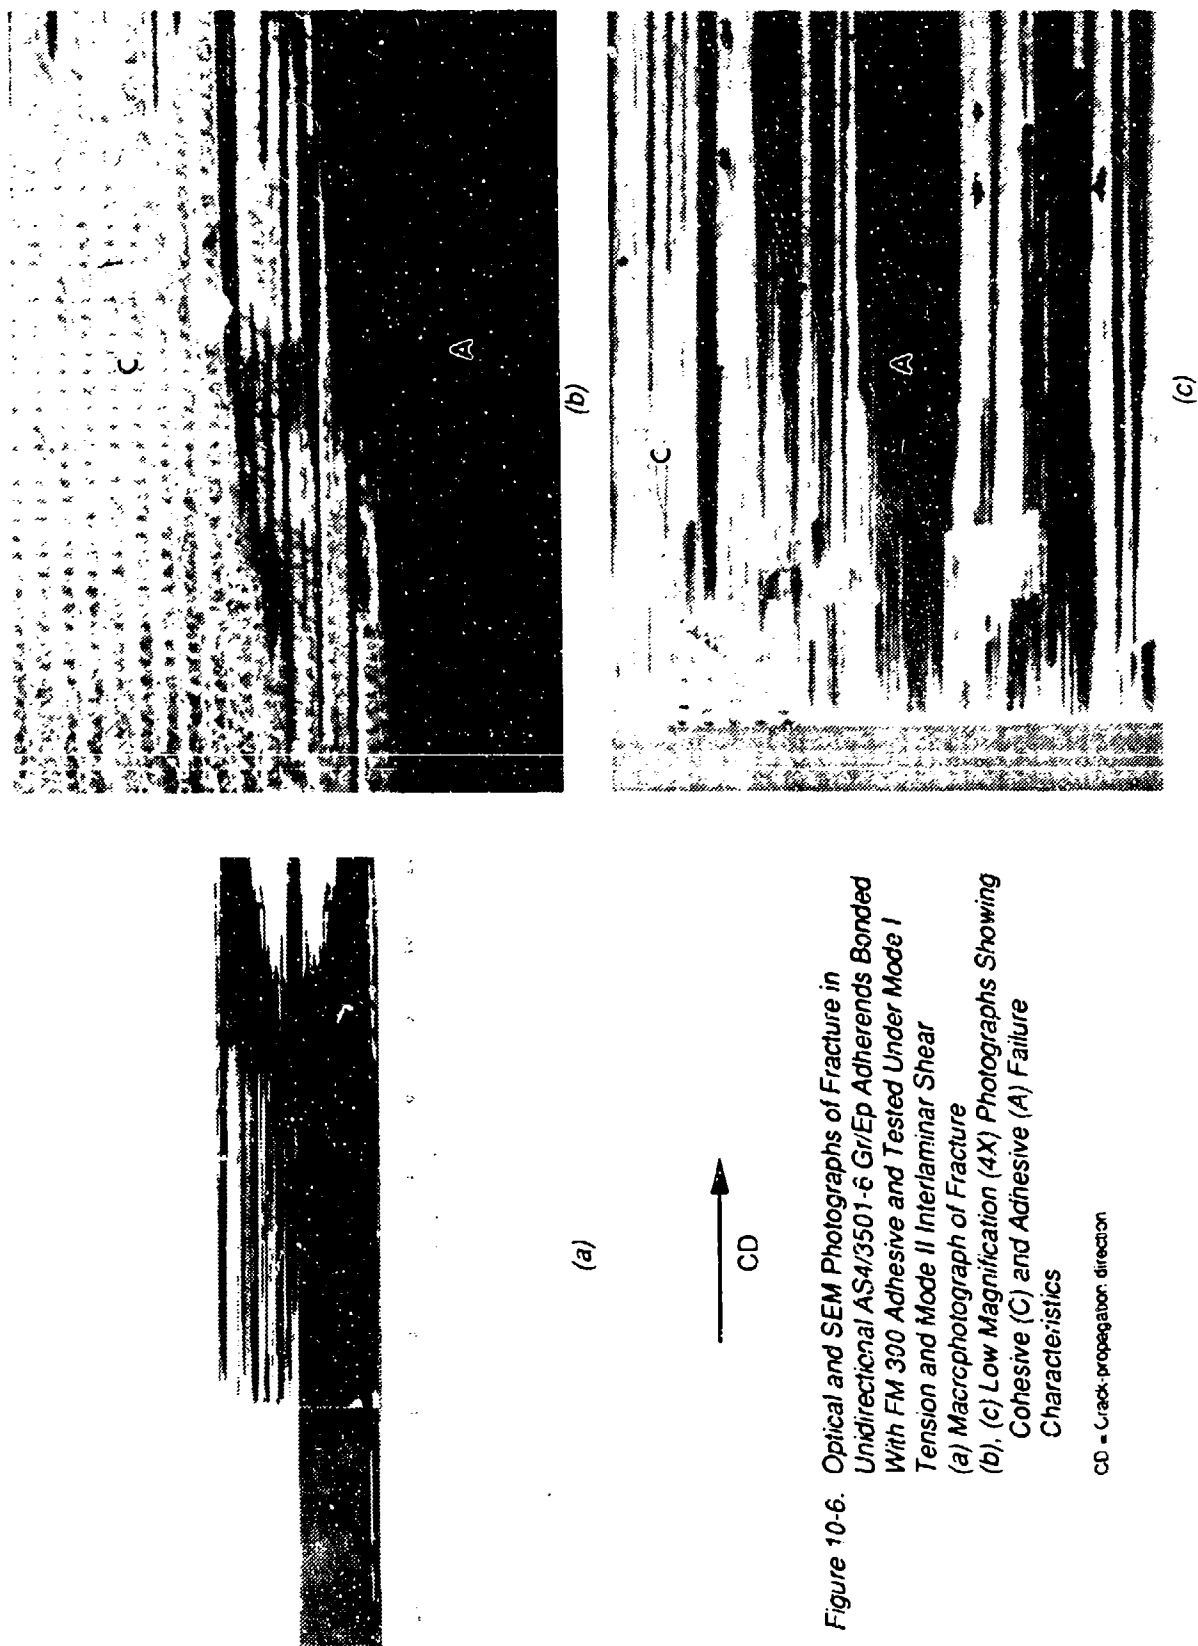 (a)
CD
C
A
(b)
C
A
(c)
Figure 10-6. Optical and SEM Photographs of Fracture in
Unidirectional AS4/3501-6 Gr/Ep Adherends Bonded
With FM 300 Adhesive and Tested Under Mode I
Tension and Mode II Interlaminar Shear
(a) Macrophotograph of Fracture
(b), (c) Low Magnification (4X) Photographs Showing
Cohesive (C) and Adhesive (A) Failure
Characteristics
CD = Crack-propagation direction